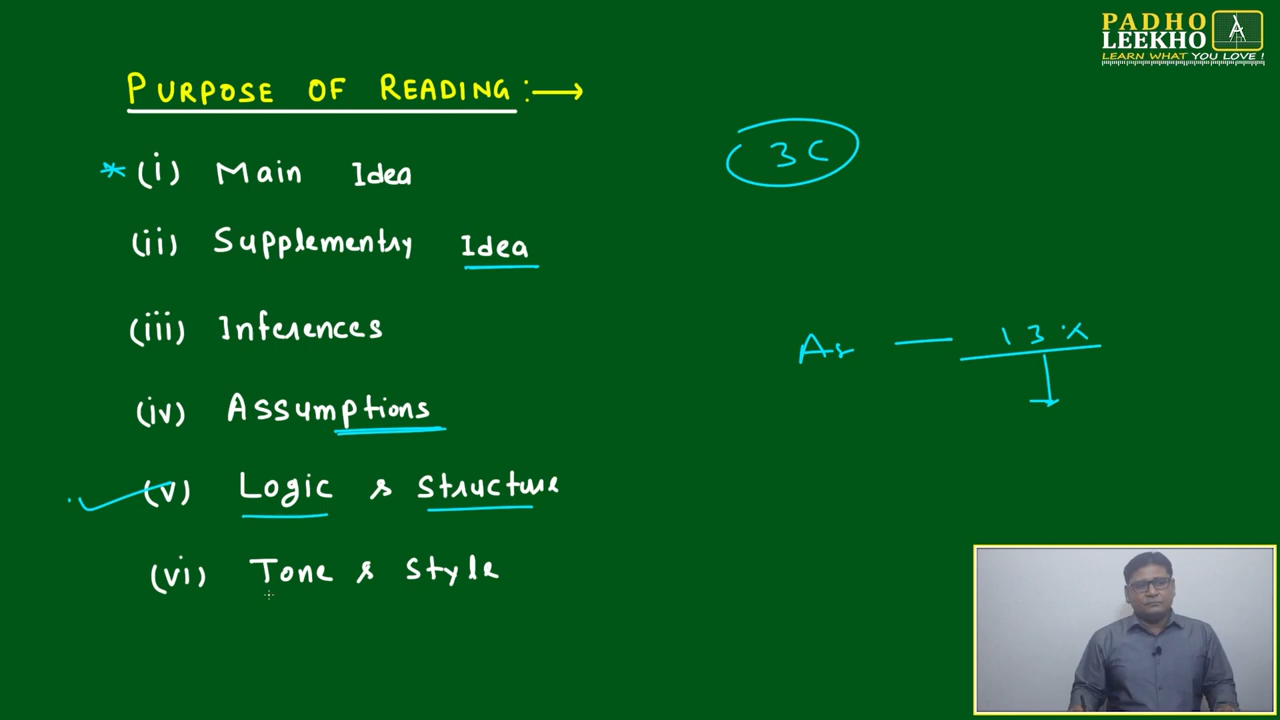 PADHO
LEEKHO
LEARN WHAT YOU LOVE !
PURPOSE OF READING :→
* (i) Main Idea
3C
(ii) Supplementry Idea
(iii) Inferences
As — 13%
(iv) Assumptions
(v) Logic & Structure
(vi) Tone & Style